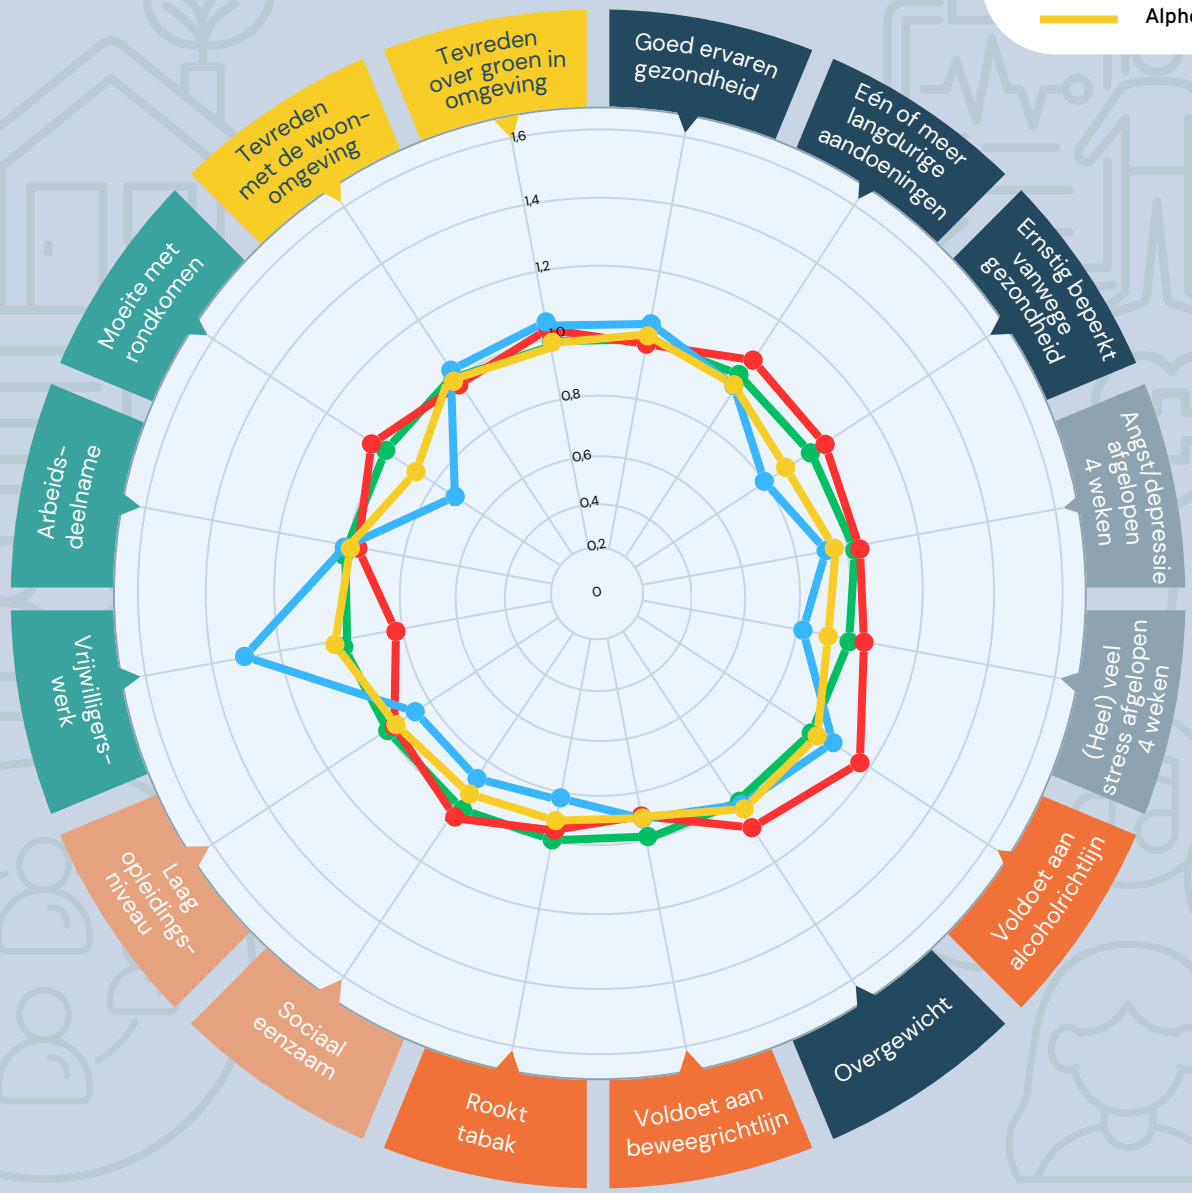 Alphe
Tevreden
over groen in
omgeving
Goed ervaren
gezondheid
Eén of meer
langdurige
aandoeningen
Ernstig beperkt
vanwege
gezondheid
Angst/depressie
afgelopen
4 weken
(Heel) veel
stress afgelopen
4 weken
Voldoet aan
alcoholrichtlijn
Overgewicht
Voldoet aan
beweegrichtlijn
Rookt
tabak
Sociaal
eenzaam
Laag
opleidings-
niveau
Vrijwilligers-
werk
Arbeids-
deelname
Moeite met
rondkomen
Tevreden
met de woon-
omgeving
1,6
1,4
1,2
1,0
0,8
0,6
0,4
0,2
0